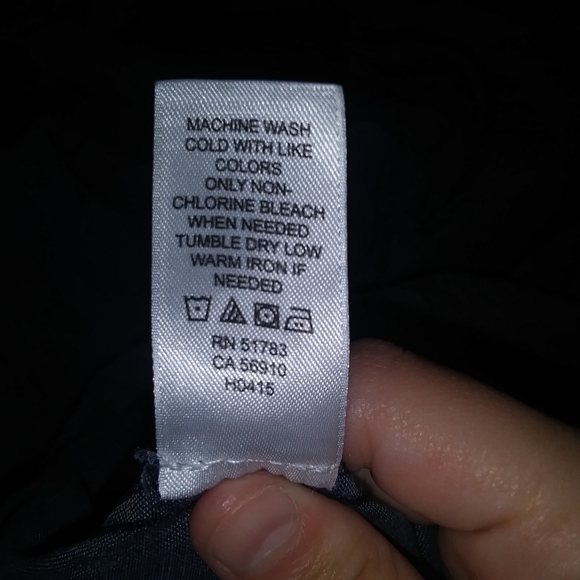 MACHINE WASH
COLD WITH LIKE
COLORS
ONLY NON-
CHLORINE BLEACH
WHEN NEEDED
TUMBLE DRY LOW
WARM IRON IF
NEEDED
RN 51783
CA 56910
H0415